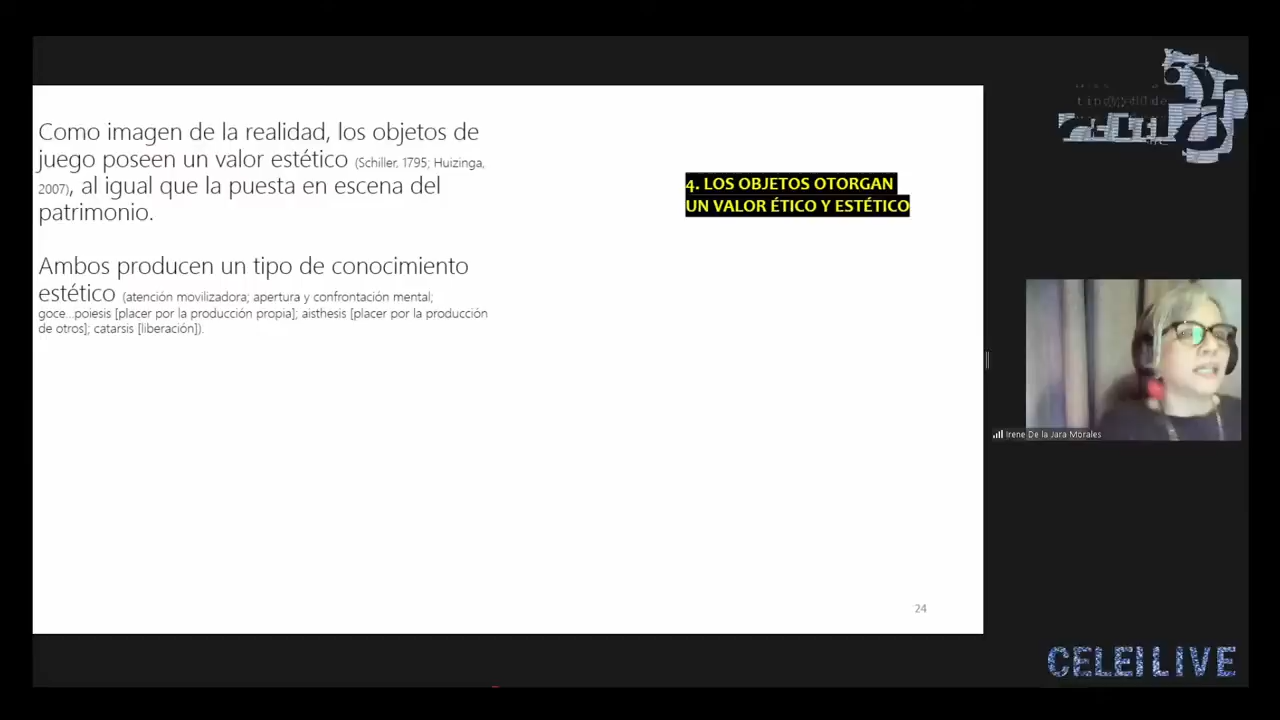 Como imagen de la realidad, los objetos de
juego poseen un valor estético (Schiller, 1795; Huizinga,
2007), al igual que la puesta en escena del
patrimonio.
Ambos producen un tipo de conocimiento
estético (atención movilizadora; apertura y confrontación mental;
goce...poiesis [placer por la producción propia]; aisthesis [placer por la producción
de otros]; catarsis [liberación]).
4. LOS OBJETOS OTORGAN
UN VALOR ÉTICO Y ESTÉTICO
24
Irene De la Jara Morales
CELEI LIVE